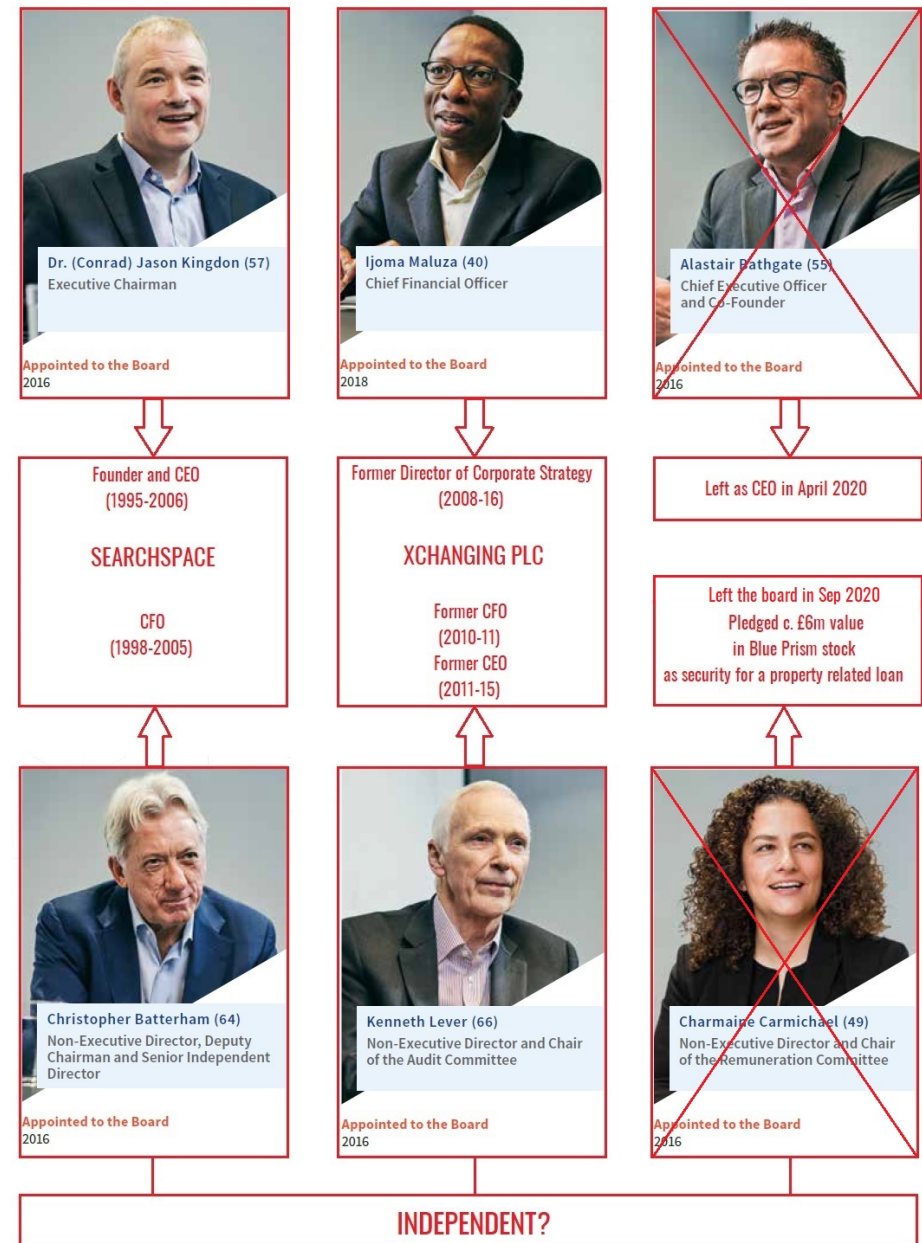 Dr. (Conrad) Jason Kingdon (57)
Executive Chairman
Appointed to the Board
2016
Ijoma Maluza (40)
Chief Financial Officer
Appointed to the Board
2018
Alastair Bathgate (55)
Chief Executive Officer
and Co-Founder
Appointed to the Board
2016
Founder and CEO
(1995-2006)
SEARCHSPACE
CFO
(1998-2005)
Former Director of Corporate Strategy
(2008-16)
XCHANGING PLC
Former CFO
(2010-11)
Former CEO
(2011-15)
Left as CEO in April 2020
Left the board in Sep 2020
Pledged c. £6m value
in Blue Prism stock
as security for a property related loan
Christopher Batterham (64)
Non-Executive Director, Deputy
Chairman and Senior Independent
Director
Appointed to the Board
2016
Kenneth Lever (66)
Non-Executive Director and Chair
of the Audit Committee
Appointed to the Board
2016
Charmaine Carmichael (49)
Non-Executive Director and Chair
of the Remuneration Committee
Appointed to the Board
2016
INDEPENDENT?